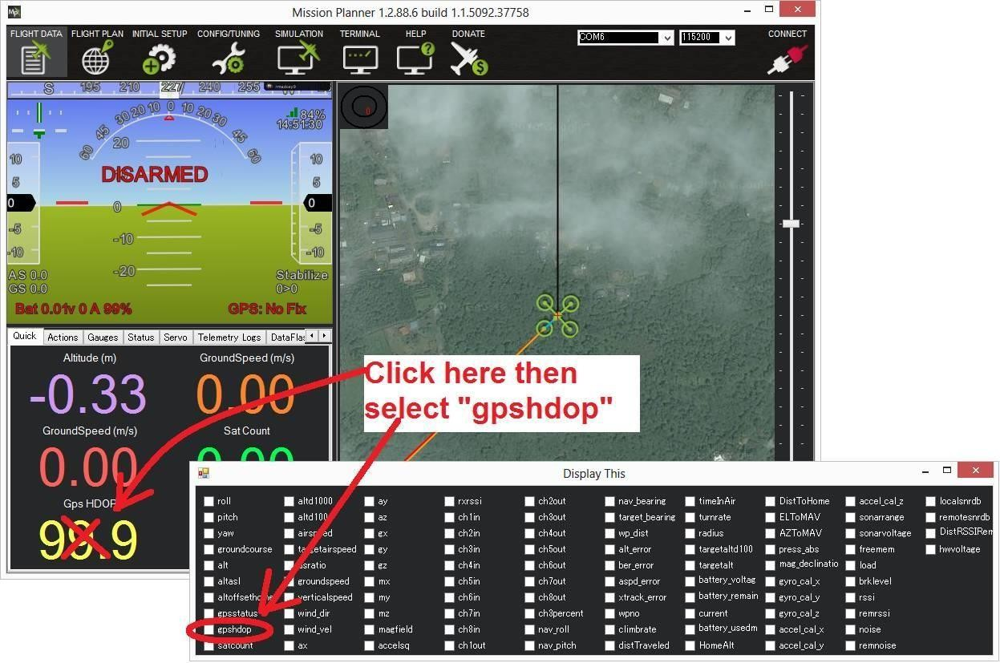 Mission Planner 1.2.88.6 build 1.1.5092.37758
FLIGHT DATA FLIGHT PLAN INITIAL SETUP CONFIG/TUNING SIMULATION TERMINAL HELP DONATE COM6 115200 CONNECT
S 195 210 227 240 255
rmackay9
60 45 30 20 10 0 10 20 30 45 60
84%
14:51:30
20
DISARMED
10 10
5 5
0 0 0
-5 -5
-10 -10 -10
-20
AS 0.0 Stabilize
GS 0.0 0>0
Bat 0.01v 0 A 99% GPS: No Fix
0
Quick Actions Gauges Status Servo Telemetry Logs DataFlas
Altitude (m) GroundSpeed (m/s)
-0.33 0.00
GroundSpeed (m/s) Sat Count
0.00 0.00
Gps HDOP
99.9
Click here then
select "gpshdop"
Display This
roll altd1000 ay rxrssi ch2out nav_bearing timeInAir DistToHome accel_cal_z localsnrdb
pitch altd100 az ch1in ch3out target_bearing turnrate ELToMAV sonarrange remotesnrdb
yaw airspeed gx ch2in ch4out wp_dist radius AZToMAV sonarvoltage DistRSSIRem
groundcourse targetairspeed gy ch3in ch5out alt_error targetaltd100 press_abs freemem hwvoltage
alt asratio gz ch4in ch6out ber_error targetalt mag_declinatio load
altasl groundspeed mx ch5in ch7out aspd_error battery_voltag gyro_cal_x brklevel
altoffsethome verticalspeed my ch6in ch8out xtrack_error battery_remain gyro_cal_y rssi
gpsstatus wind_dir mz ch7in ch3percent wpno current gyro_cal_z remrssi
gpshdop wind_vel magfield ch8in nav_roll climbrate battery_usedm accel_cal_x noise
satcount ax accelsq ch1out nav_pitch distTraveled HomeAlt accel_cal_y remnoise